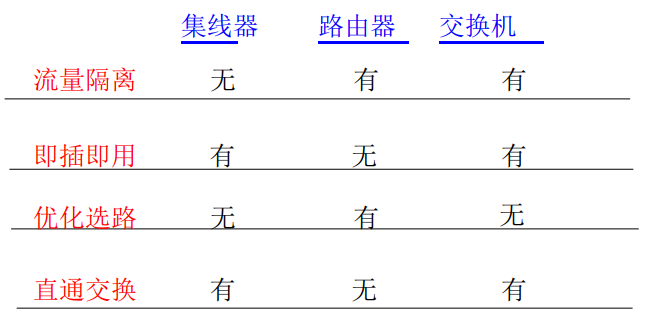 集线器 路由器 交换机
流量隔离 无 有 有
即插即用 有 无 有
优化选路 无 有 无
直通交换 有 无 有